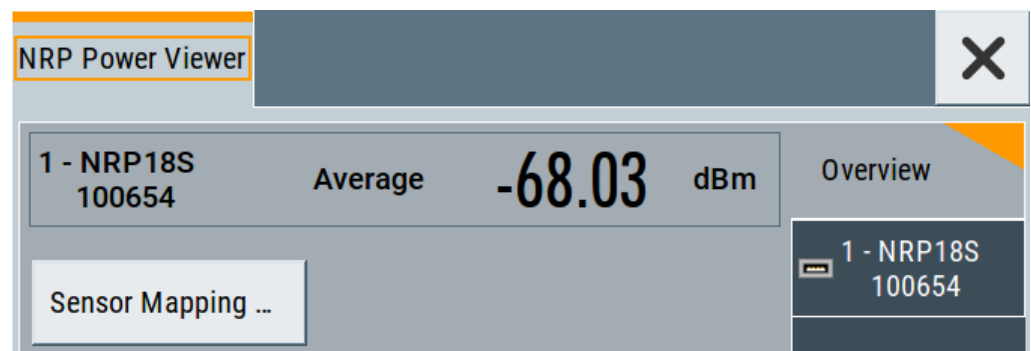 NRP Power Viewer
1 - NRP18S
100654
Average
-68.03
dBm
Overview
1 - NRP18S
100654
Sensor Mapping ...